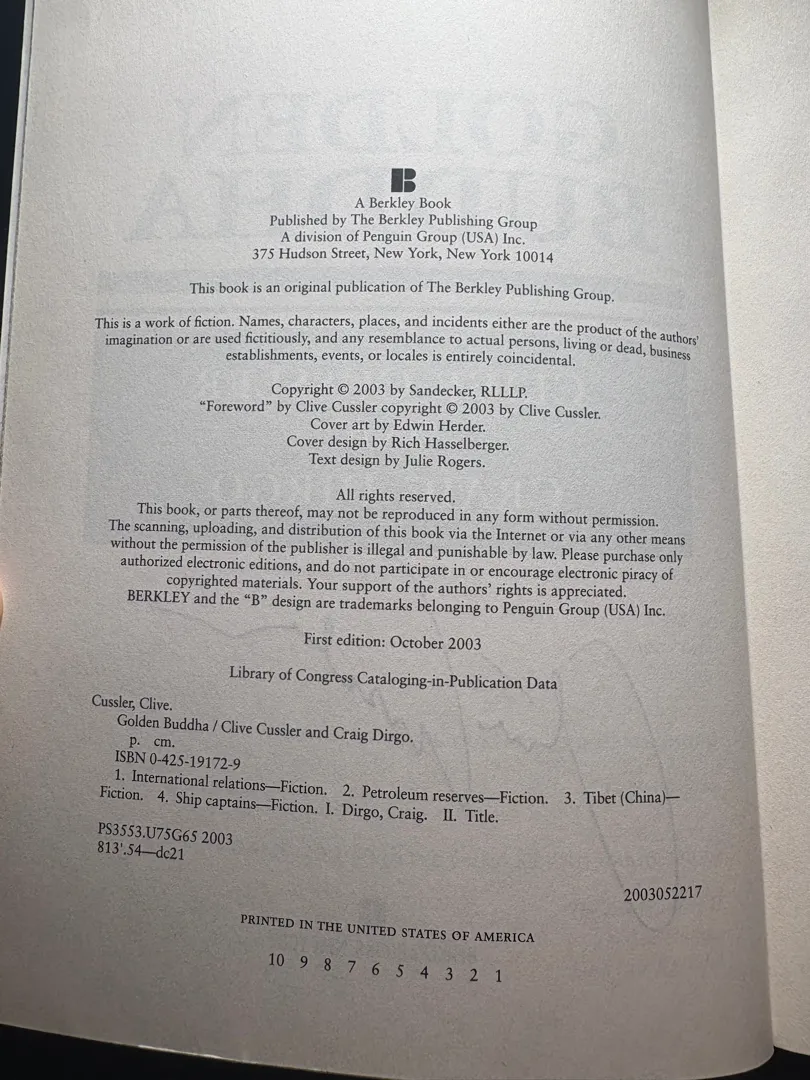 B
A Berkley Book
Published by The Berkley Publishing Group
A division of Penguin Group (USA) Inc.
375 Hudson Street, New York, New York 10014
This book is an original publication of The Berkley Publishing Group.
This is a work of fiction. Names, characters, places, and incidents either are the product of the authors'
imagination or are used fictitiously, and any resemblance to actual persons, living or dead, business
establishments, events, or locales is entirely coincidental.
Copyright © 2003 by Sandecker, RLLLP.
“Foreword” by Clive Cussler copyright © 2003 by Clive Cussler.
Cover art by Edwin Herder.
Cover design by Rich Hasselberger.
Text design by Julie Rogers.
All rights reserved.
This book, or parts thereof, may not be reproduced in any form without permission.
The scanning, uploading, and distribution of this book via the Internet or via any other means
without the permission of the publisher is illegal and punishable by law. Please purchase only
authorized electronic editions, and do not participate in or encourage electronic piracy of
copyrighted materials. Your support of the authors' rights is appreciated.
BERKLEY and the “B” design are trademarks belonging to Penguin Group (USA) Inc.
First edition: October 2003
Library of Congress Cataloging-in-Publication Data
Cussler, Clive.
Golden Buddha / Clive Cussler and Craig Dirgo.
p. cm.
ISBN 0-425-19172-9
1. International relations—Fiction. 2. Petroleum reserves—Fiction. 3. Tibet (China)—
Fiction. 4. Ship captains—Fiction. I. Dirgo, Craig. II. Title.
PS3553.U75G65 2003
813'.54—dc21
2003052217
PRINTED IN THE UNITED STATES OF AMERICA
10 9 8 7 6 5 4 3 2 1